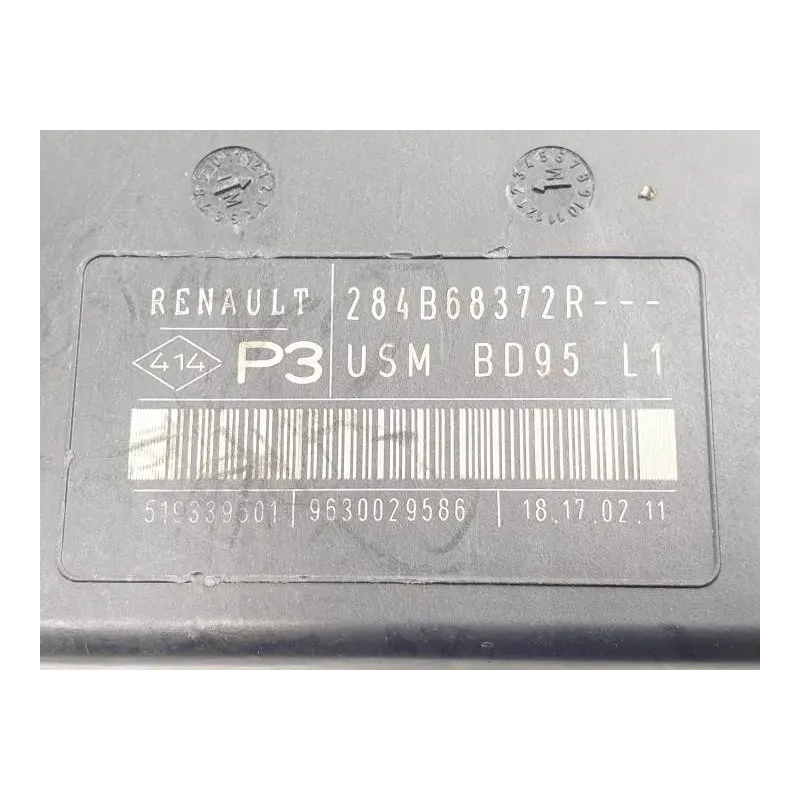 RENAULT 284B68372R---
414 P3 USM BD95 L1
519339501 9630029586 18.17.02.11